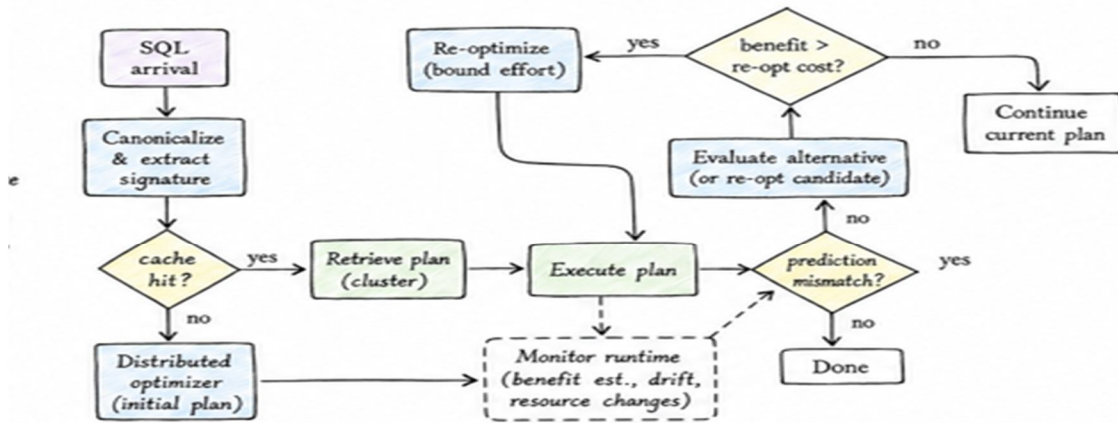 SQL
arrival
Canonicalize
& extract
signature
cache
hit?
yes
no
Retrieve plan
(cluster)
Distributed
optimizer
(initial plan)
Execute plan
Monitor runtime
(benefit est., drift,
resource changes)
prediction
mismatch?
yes
no
Done
no
Evaluate alternative
(or re-opt candidate)
benefit >
re-opt cost?
yes
no
Re-optimize
(bound effort)
Continue
current plan
e